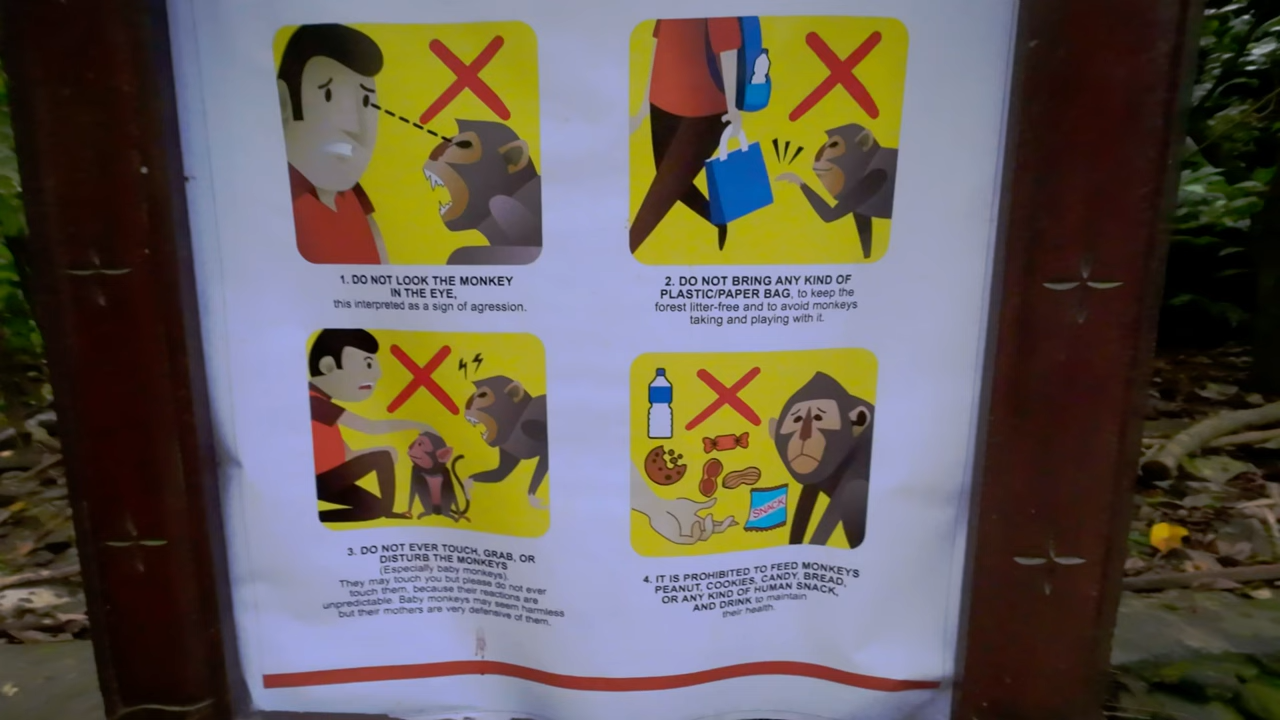 1. DO NOT LOOK THE MONKEY
IN THE EYE,
this interpreted as a sign of agression.
2. DO NOT BRING ANY KIND OF
PLASTIC/PAPER BAG, to keep the
forest litter-free and to avoid monkeys
taking and playing with it.
3. DO NOT EVER TOUCH, GRAB, OR
DISTURB THE MONKEYS
(Especially baby monkeys).
They may touch you but please do not ever
touch them, because their reactions are
unpredictable. Baby monkeys may seem harmless
but their mothers are very defensive of them.
SNACK
4. IT IS PROHIBITED TO FEED MONKEYS
PEANUT, COOKIES, CANDY, BREAD,
OR ANY KIND OF HUMAN SNACK,
AND DRINK to maintain
their health.